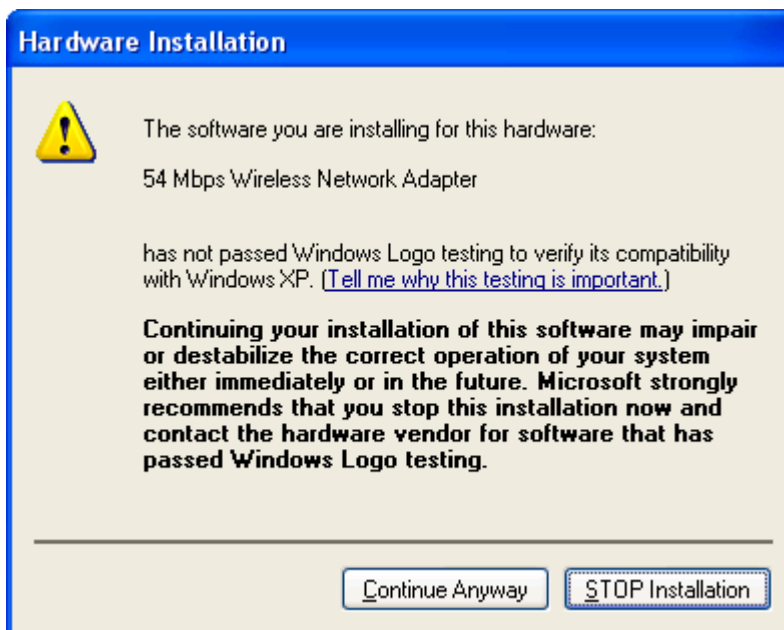 Hardware Installation
The software you are installing for this hardware:
54 Mbps Wireless Network Adapter
has not passed Windows Logo testing to verify its compatibility
with Windows XP. (Tell me why this testing is important.)
Continuing your installation of this software may impair
or destabilize the correct operation of your system
either immediately or in the future. Microsoft strongly
recommends that you stop this installation now and
contact the hardware vendor for software that has
passed Windows Logo testing.
Continue Anyway
STOP Installation